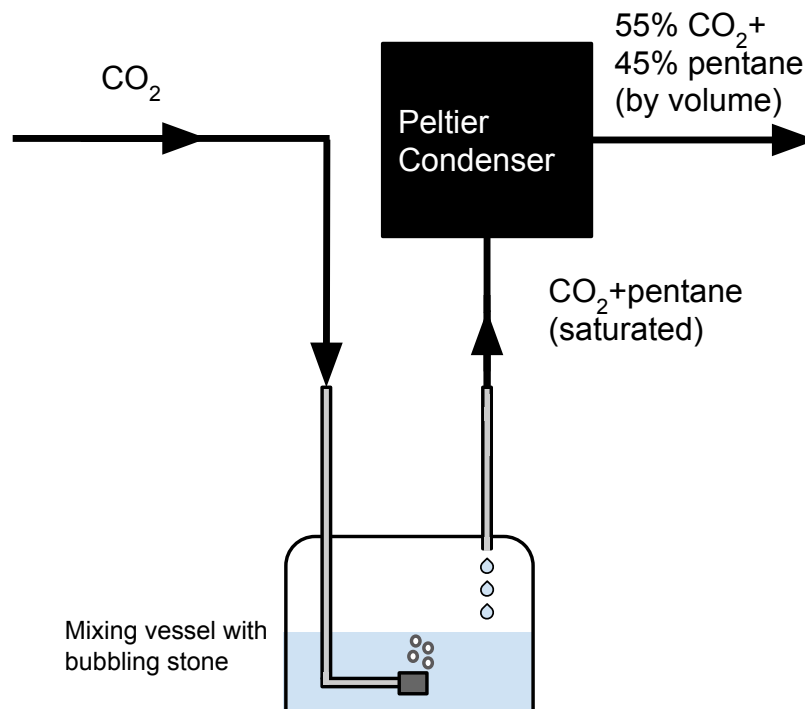 CO₂
Peltier
Condenser
55% CO₂+
45% pentane
(by volume)
CO₂+pentane
(saturated)
Mixing vessel with
bubbling stone